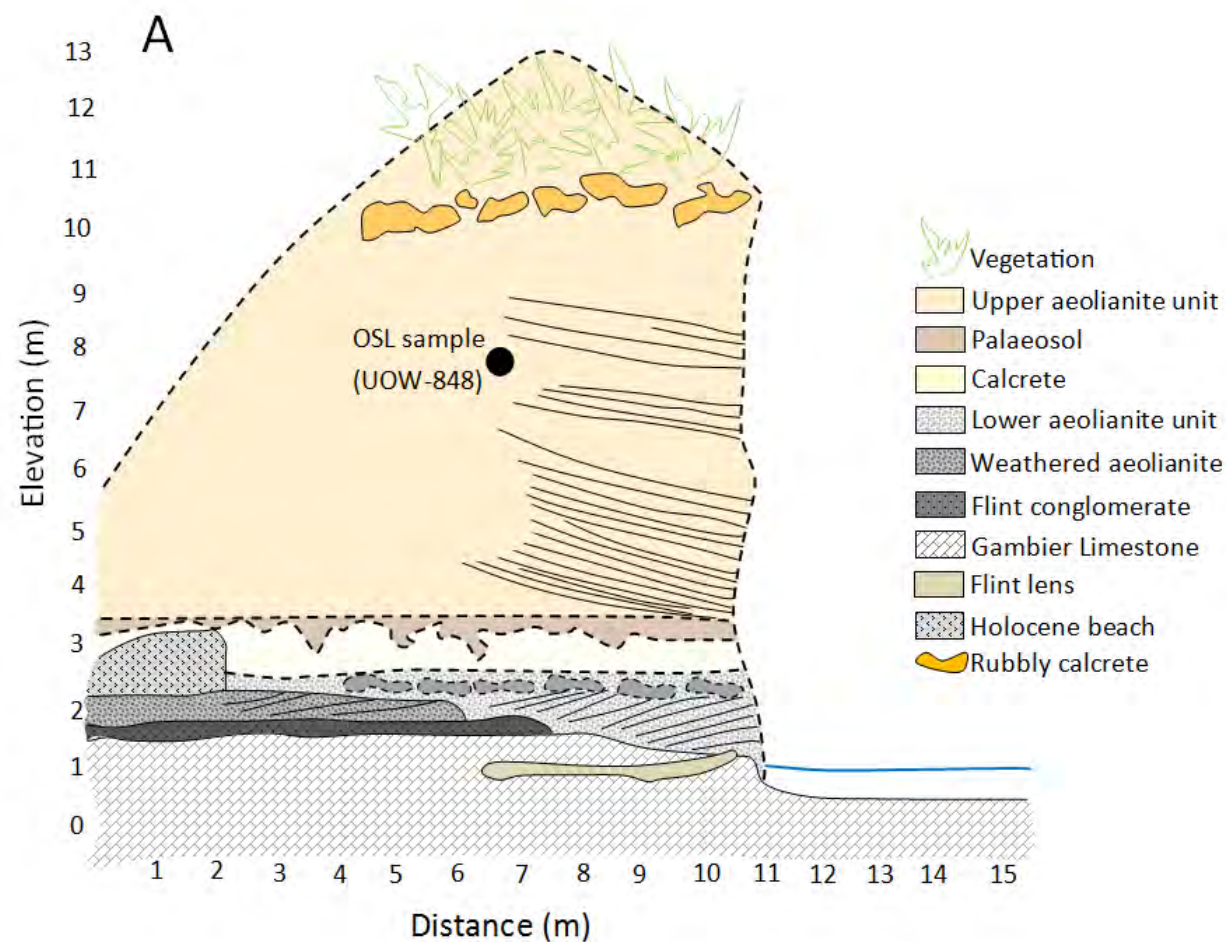 A
13
12
11
10
9
8
7
6
5
4
3
2
1
0
Elevation (m)
OSL sample
(UOW-848)
Vegetation
Upper aeolianite unit
Palaeosol
Calcrete
Lower aeolianite unit
Weathered aeolianite
Flint conglomerate
Gambier Limestone
Flint lens
Holocene beach
Rubbly calcrete
1 2 3 4 5 6 7 8 9 10 11 12 13 14 15
Distance (m)